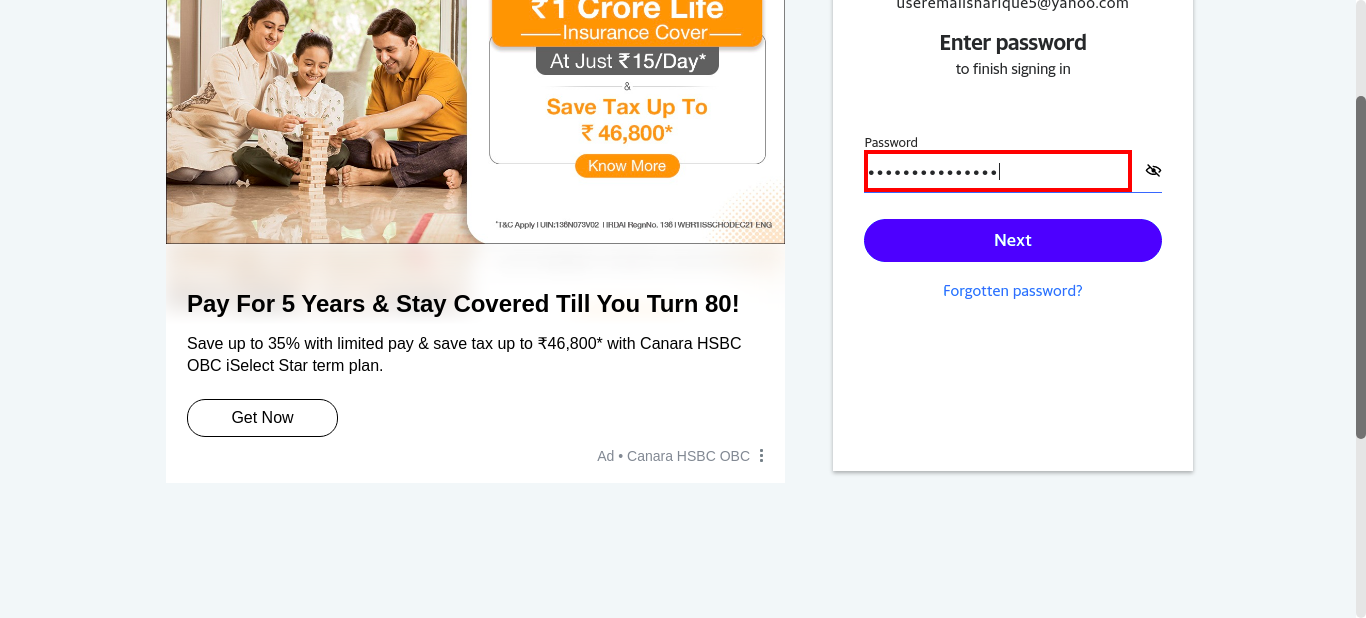 ₹1 Crore Life
Insurance Cover
At Just ₹15/Day*
&
Save Tax Up To
₹ 46,800*
Know More
*T&C Apply | UIN:136N073V02 | IRDAI RegnNo. 136 | WBR1ISSCHODEC21 ENG
Pay For 5 Years & Stay Covered Till You Turn 80!
Save up to 35% with limited pay & save tax up to ₹46,800* with Canara HSBC
OBC iSelect Star term plan.
Get Now
Ad • Canara HSBC OBC
useremailsharique5@yahoo.com
Enter password
to finish signing in
Password
•••••••••••••••
Next
Forgotten password?